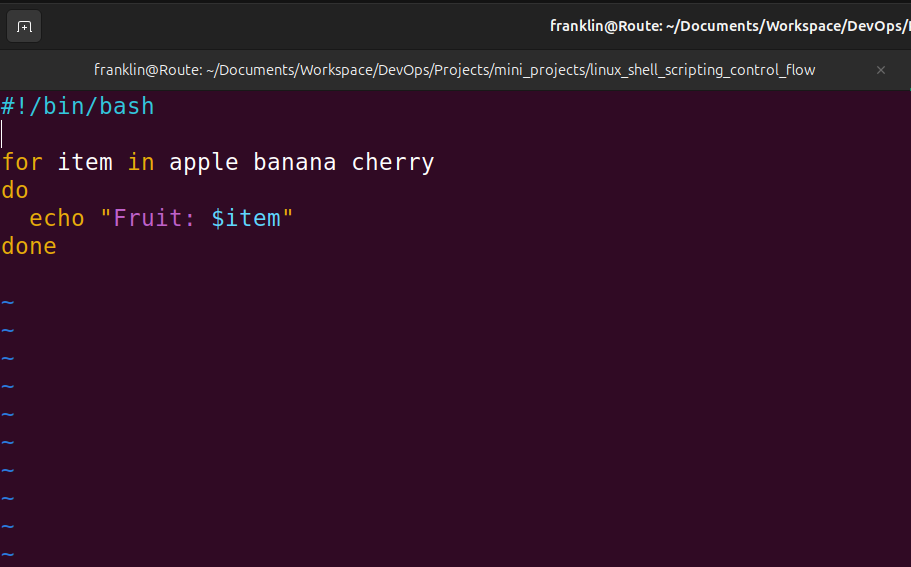 franklin@Route: ~/Documents/Workspace/DevOps/
franklin@Route: ~/Documents/Workspace/DevOps/Projects/mini_projects/linux_shell_scripting_control_flow ×
#!/bin/bash
for item in apple banana cherry
do
  echo "Fruit: $item"
done
~
~
~
~
~
~
~
~
~
~